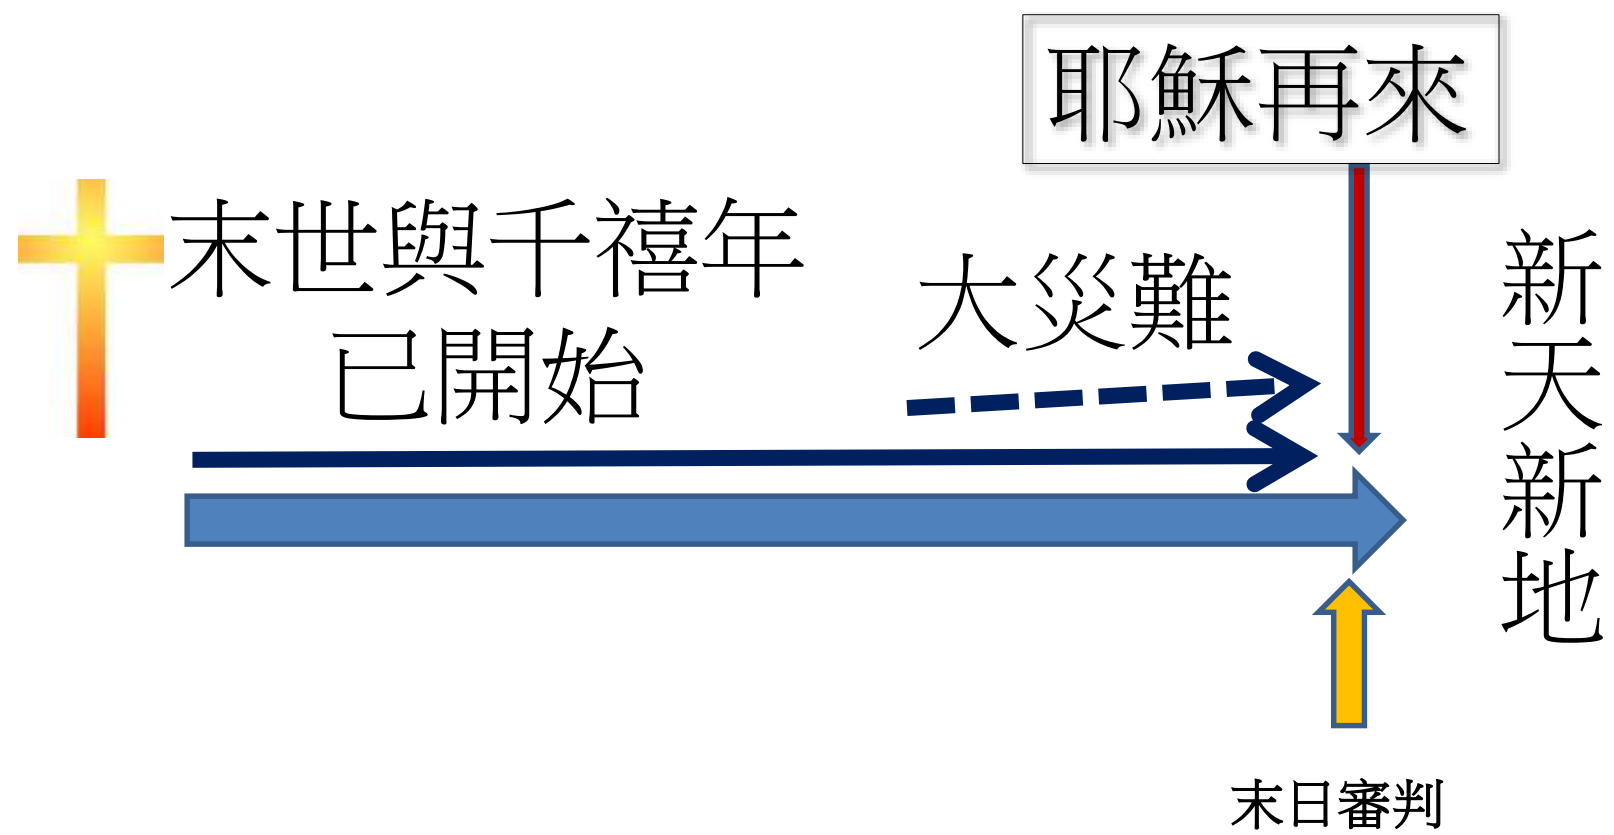 耶穌再來
末世與千禧年
已開始
大災難
新天新地
末日審判